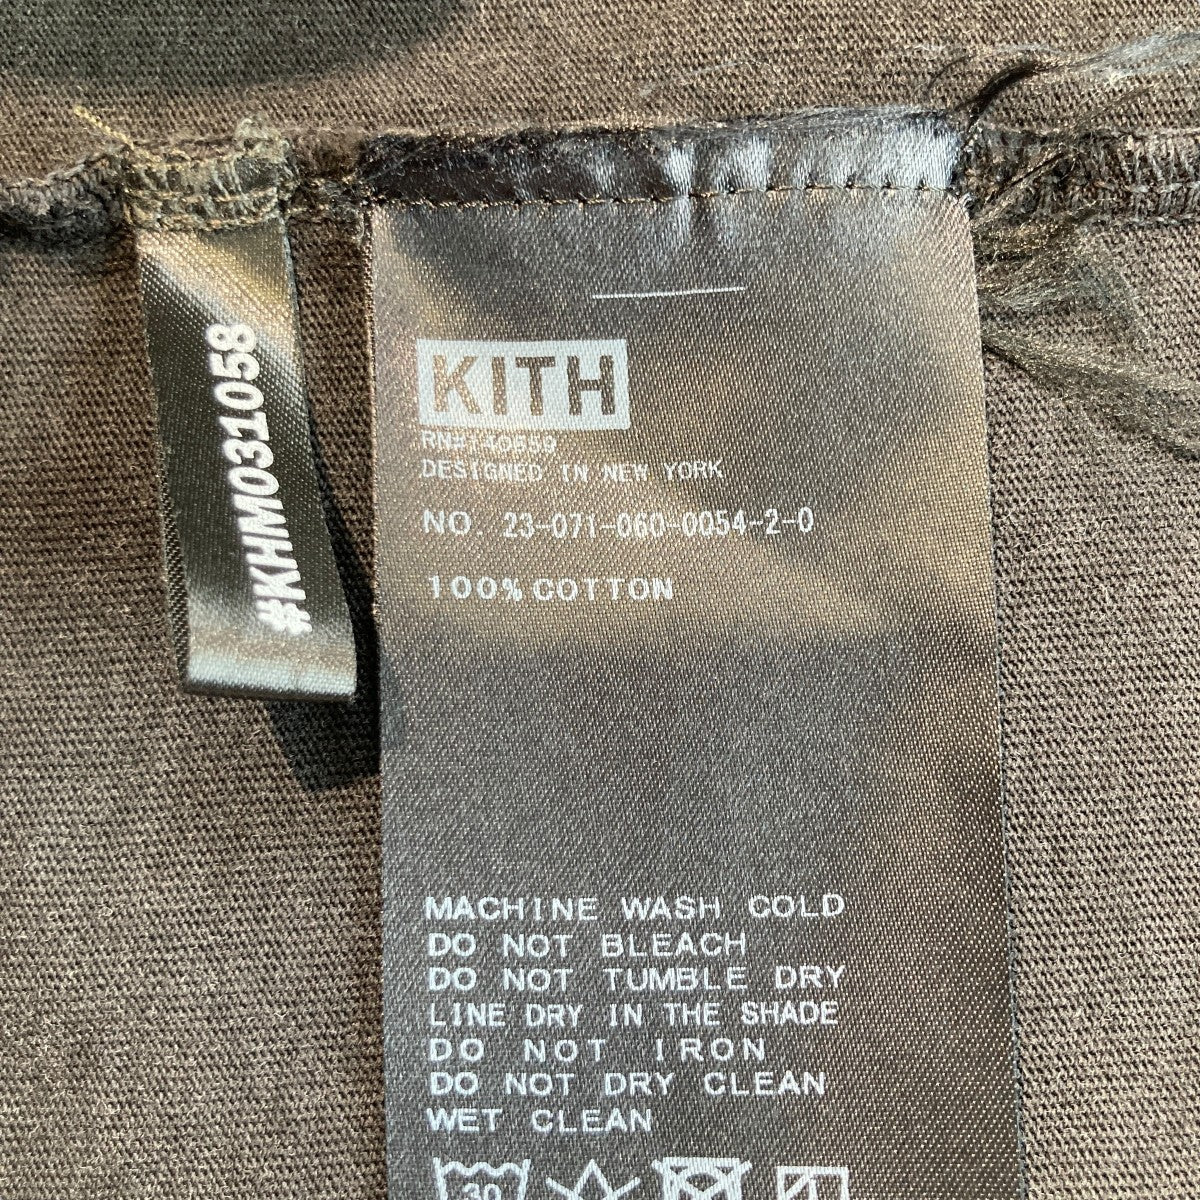 #KHM031058
KITH
RN#140559
DESIGNED IN NEW YORK
NO. 23-071-060-0054-2-0
100% COTTON
MACHINE WASH COLD
DO NOT BLEACH
DO NOT TUMBLE DRY
LINE DRY IN THE SHADE
DO NOT IRON
DO NOT DRY CLEAN
WET CLEAN
30